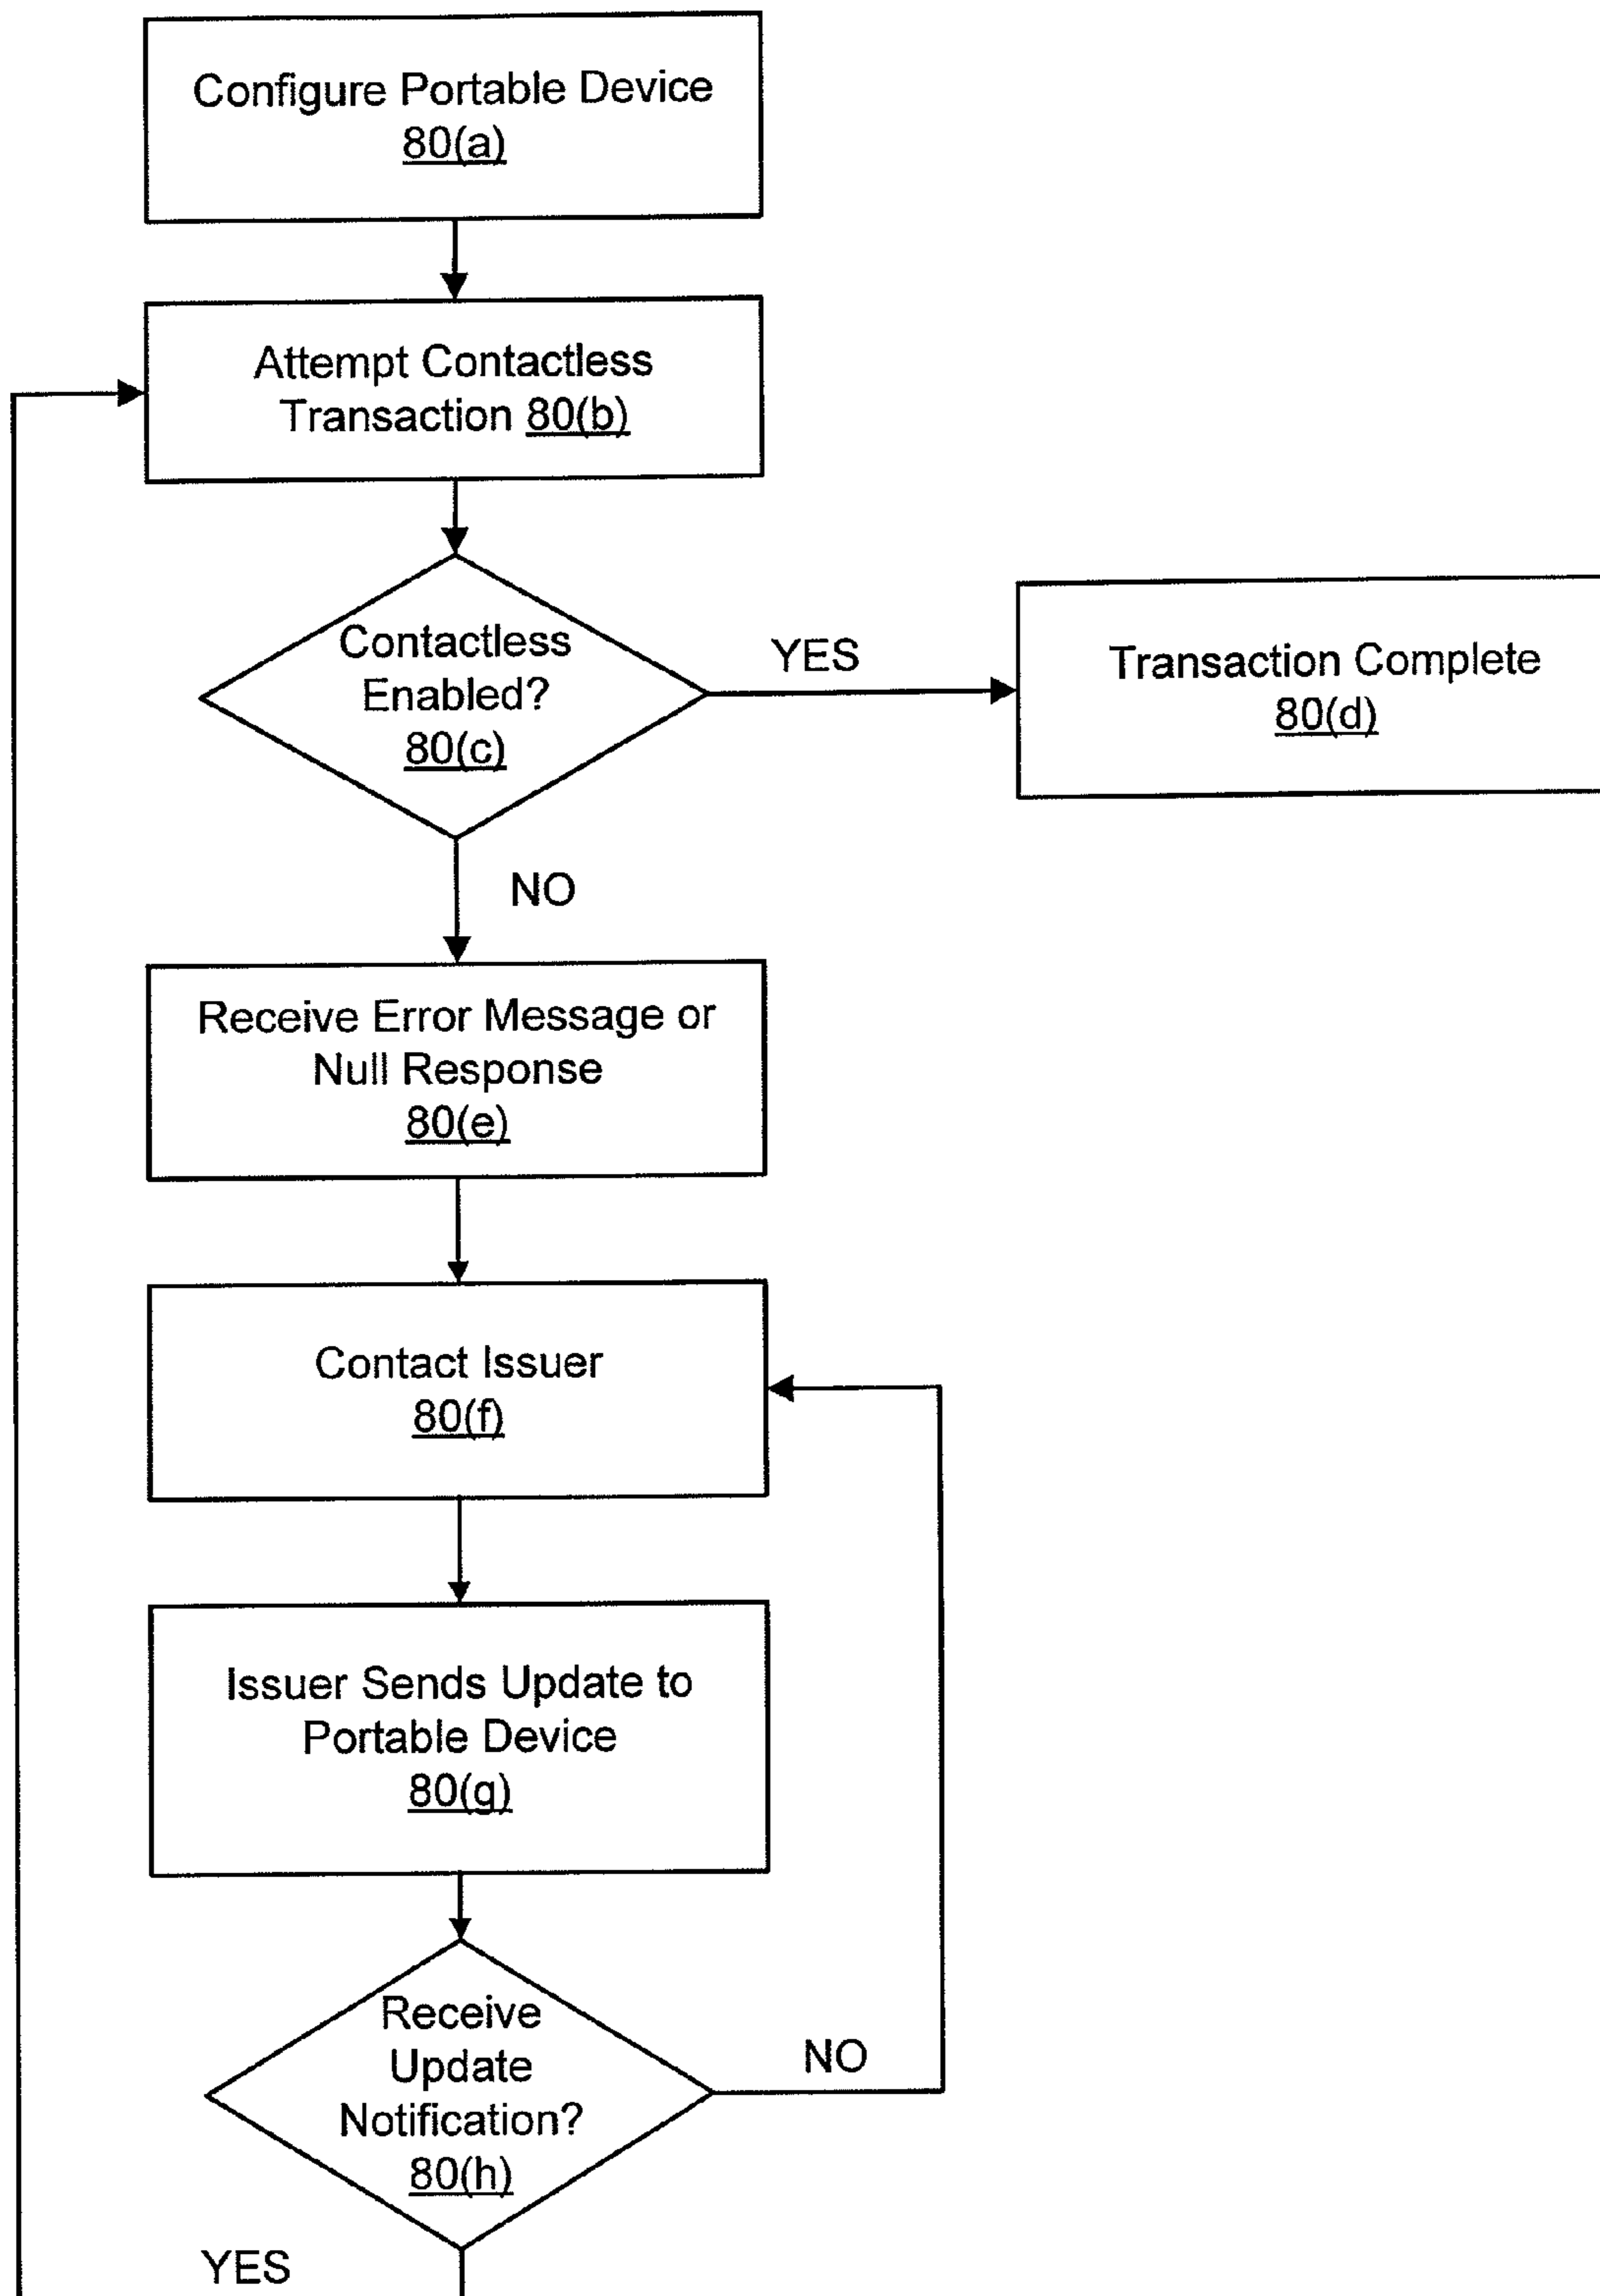 Configure Portable Device
80(a)
Attempt Contactless
Transaction 80(b)
Contactless
Enabled?
80(c)
YES
Transaction Complete
80(d)
NO
Receive Error Message or
Null Response
80(e)
Contact Issuer
80(f)
Issuer Sends Update to
Portable Device
80(g)
Receive
Update
Notification?
80(h)
NO
YES